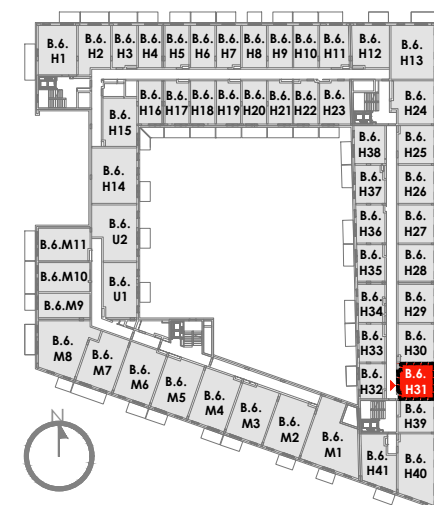 B.6.
H1
B.6.
H2
B.6.
H3
B.6.
H4
B.6.
H5
B.6.
H6
B.6.
H7
B.6.
H8
B.6.
H9
B.6.
H10
B.6.
H11
B.6.
H12
B.6.
H13
B.6.
H16
B.6.
H17
B.6.
H18
B.6.
H19
B.6.
H20
B.6.
H21
B.6.
H22
B.6.
H23
B.6.
H24
B.6.
H15
B.6.
H38
B.6.
H25
B.6.
H14
B.6.
H37
B.6.
H26
B.6.
U2
B.6.
H36
B.6.
H27
B.6.M11
B.6.
H35
B.6.
H28
B.6.M10
B.6.
U1
B.6.
H34
B.6.
H29
B.6.M9
B.6.
H33
B.6.
H30
B.6.
M8
B.6.
M7
B.6.
M6
B.6.
M5
B.6.
M4
B.6.
M3
B.6.
M2
B.6.
M1
B.6.
H32
B.6.
H31
B.6.
H39
B.6.
H41
B.6.
H40
N